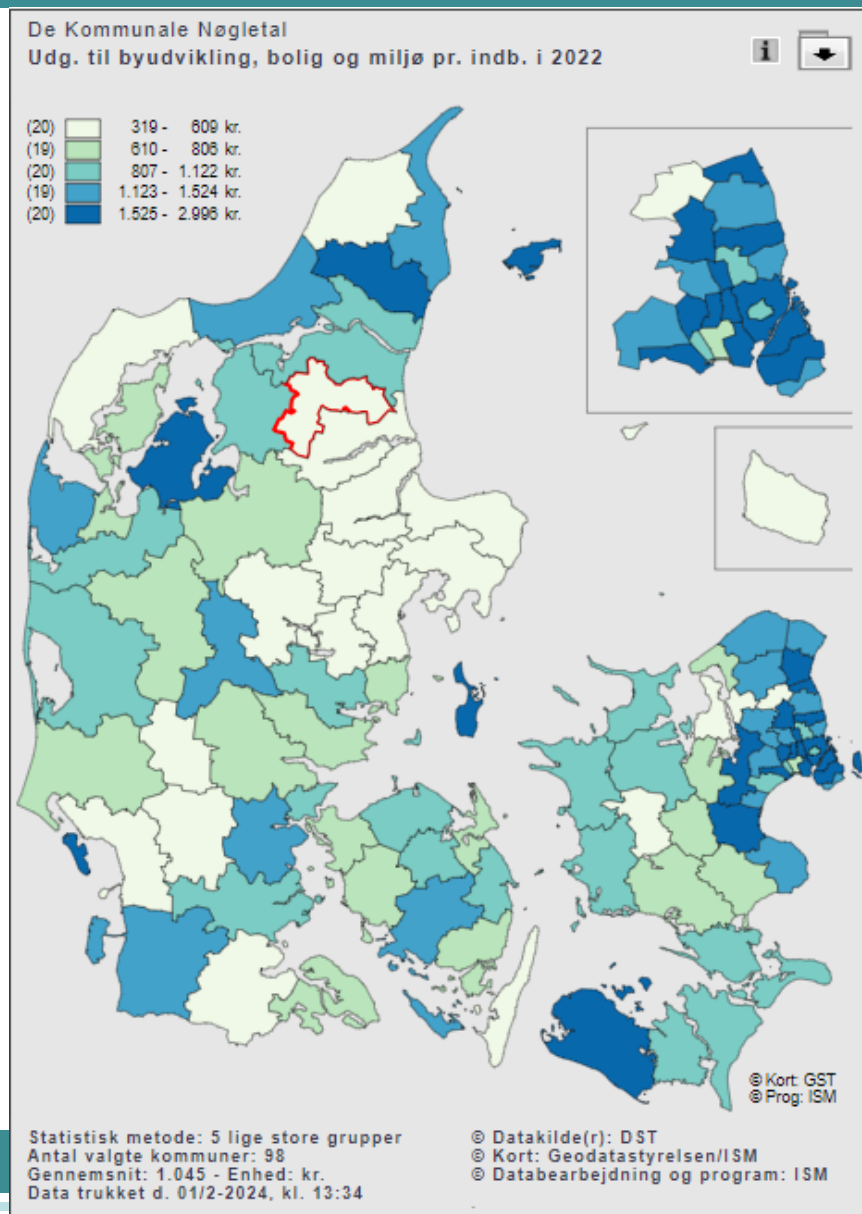 De Kommunale Nøgletal
Udg. til byudvikling, bolig og miljø pr. indb. i 2022
i
(20) 319 - 609 kr.
(19) 610 - 806 kr.
(20) 807 - 1.122 kr.
(19) 1.123 - 1.524 kr.
(20) 1.525 - 2.996 kr.
© Kort: GST
© Prog: ISM
Statistisk metode: 5 lige store grupper
Antal valgte kommuner: 98
Gennemsnit: 1.045 - Enhed: kr.
Data trukket d. 01/2-2024, kl. 13:34
© Datakilde(r): DST
© Kort: Geodatastyrelsen/ISM
© Databearbejdning og program: ISM
-